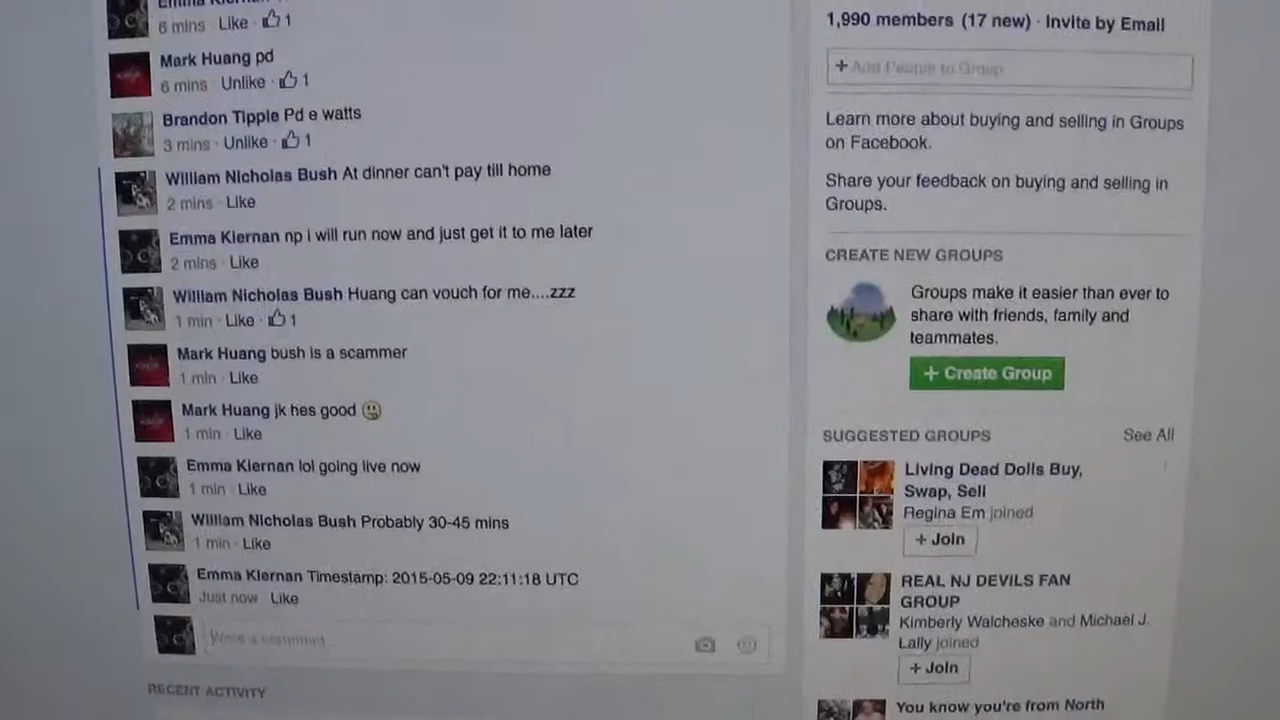 Emma Kiernan
6 mins · Like · 1
Mark Huang pd
6 mins · Unlike · 1
Brandon Tipple Pd e watts
3 mins · Unlike · 1
William Nicholas Bush At dinner can't pay till home
2 mins · Like
Emma Kiernan np i will run now and just get it to me later
2 mins · Like
William Nicholas Bush Huang can vouch for me....zzz
1 min · Like · 1
Mark Huang bush is a scammer
1 min · Like
Mark Huang jk hes good
1 min · Like
Emma Kiernan lol going live now
1 min · Like
William Nicholas Bush Probably 30-45 mins
1 min · Like
Emma Kiernan Timestamp: 2015-05-09 22:11:18 UTC
Just now · Like
Write a comment...
RECENT ACTIVITY
1,990 members (17 new) · Invite by Email
+ Add People to Group
Learn more about buying and selling in Groups
on Facebook.
Share your feedback on buying and selling in
Groups.
CREATE NEW GROUPS
Groups make it easier than ever to
share with friends, family and
teammates.
+ Create Group
SUGGESTED GROUPS See All
Living Dead Dolls Buy,
Swap, Sell
Regina Em joined
+ Join
REAL NJ DEVILS FAN
GROUP
Kimberly Walcheske and Michael J.
Lally joined
+ Join
You know you're from North